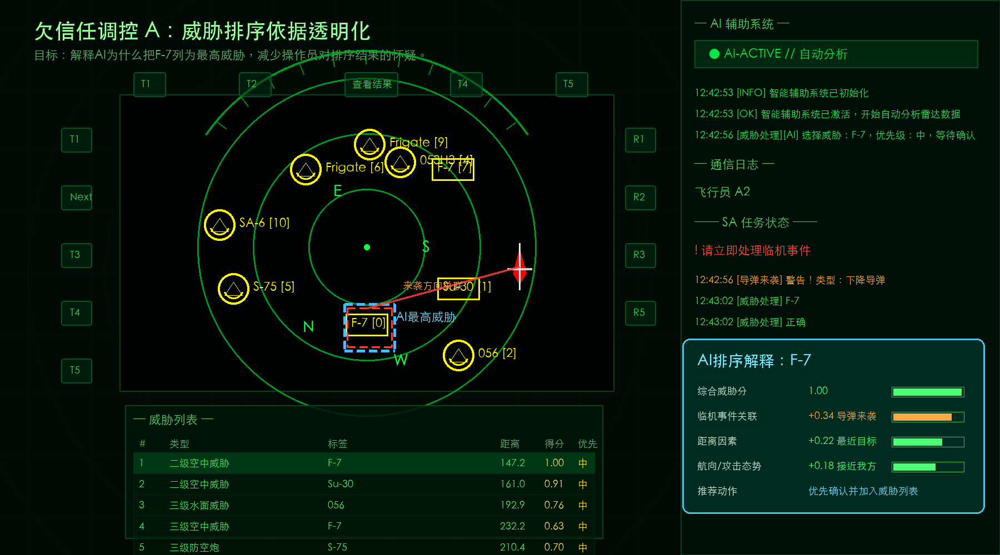 欠信任调控 A：威胁排序依据透明化
目标：解释AI为什么把F-7列为最高威胁，减少操作员对排序结果的怀疑。
T1
T2
查看结果
T4
T5
T1
Next
T3
T4
T5
R1
R2
R3
R5
Frigate [9]
053H3 [4]
Frigate [6]
F-7 [7]
E
SA-6 [10]
S
S-75 [5]
来袭方向关联
Su-30 [1]
AI最高威胁
F-7 [0]
N
W
056 [2]
— 威胁列表 —
# 类型 标签 距离 得分 优先
1 二级空中威胁 F-7 147.2 1.00 中
2 二级空中威胁 Su-30 161.0 0.91 中
3 三级水面威胁 056 192.9 0.76 中
4 三级空中威胁 F-7 232.2 0.63 中
5 三级防空炮 S-75 210.4 0.70 中
— AI 辅助系统 —
● AI-ACTIVE // 自动分析
12:42:53 [INFO] 智能辅助系统已初始化
12:42:53 [OK] 智能辅助系统已激活，开始自动分析雷达数据
12:42:56 [威胁处理][AI] 选择威胁：F-7，优先级：中，等待确认
— 通信日志 —
飞行员 A2
—— SA 任务状态 ——
! 请立即处理临机事件
12:42:56 [导弹来袭] 警告！类型：下降导弹
12:43:02 [威胁处理] F-7
12:43:02 [威胁处理] 正确
AI排序解释：F-7
综合威胁分 1.00
临机事件关联 +0.34 导弹来袭
距离因素 +0.22 最近目标
航向/攻击态势 +0.18 接近我方
推荐动作 优先确认并加入威胁列表